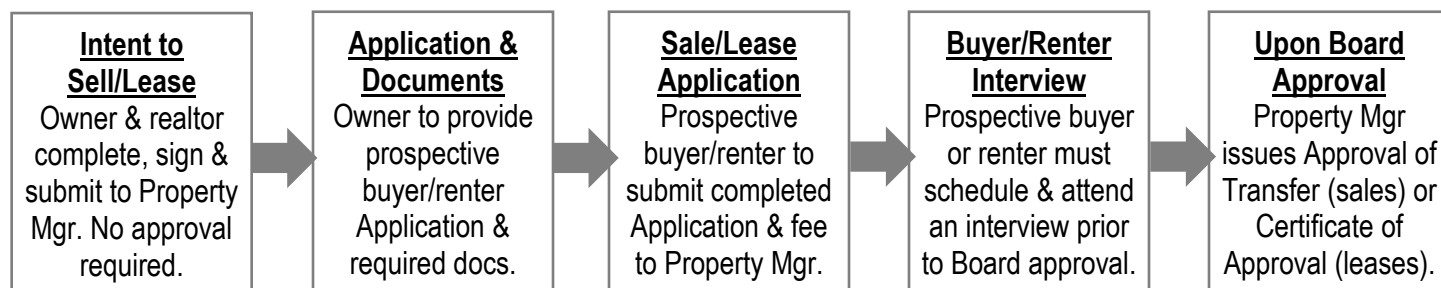 Intent to
Sell/Lease
Owner & realtor
complete, sign &
submit to Property
Mgr. No approval
required.
Application &
Documents
Owner to provide
prospective
buyer/renter
Application &
required docs.
Sale/Lease
Application
Prospective
buyer/renter to
submit completed
Application & fee
to Property Mgr.
Buyer/Renter
Interview
Prospective buyer
or renter must
schedule & attend
an interview prior
to Board approval.
Upon Board
Approval
Property Mgr
issues Approval of
Transfer (sales) or
Certificate of
Approval (leases).